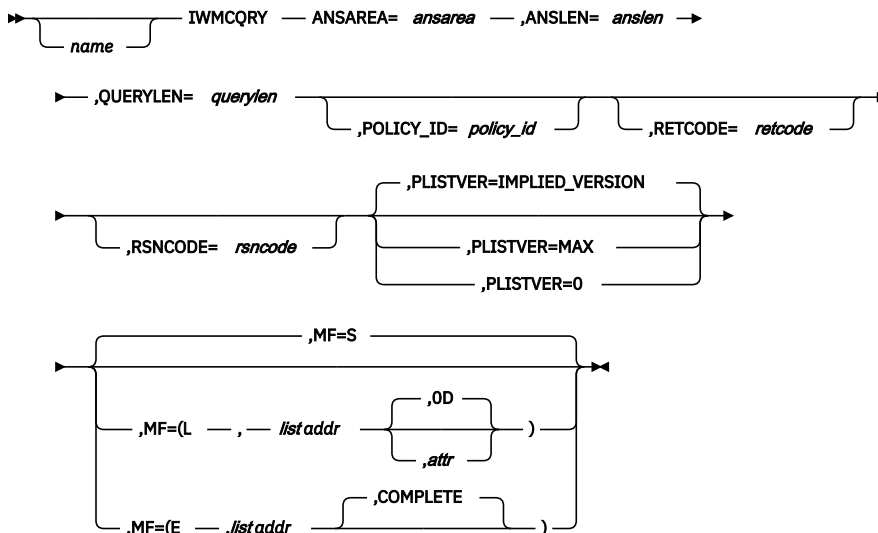 name
IWMCQRY ANSAREA= ansarea ,ANSLEN= anslen
,QUERYLEN= querylen
,POLICY_ID= policy_id
,RETCODE= retcode
,RSNCODE= rsncode
,PLISTVER=IMPLIED_VERSION
,PLISTVER=MAX
,PLISTVER=0
,MF=S
,MF=(L , list addr
,0D
,attr
)
,MF=(E ,list addr
,COMPLETE
)